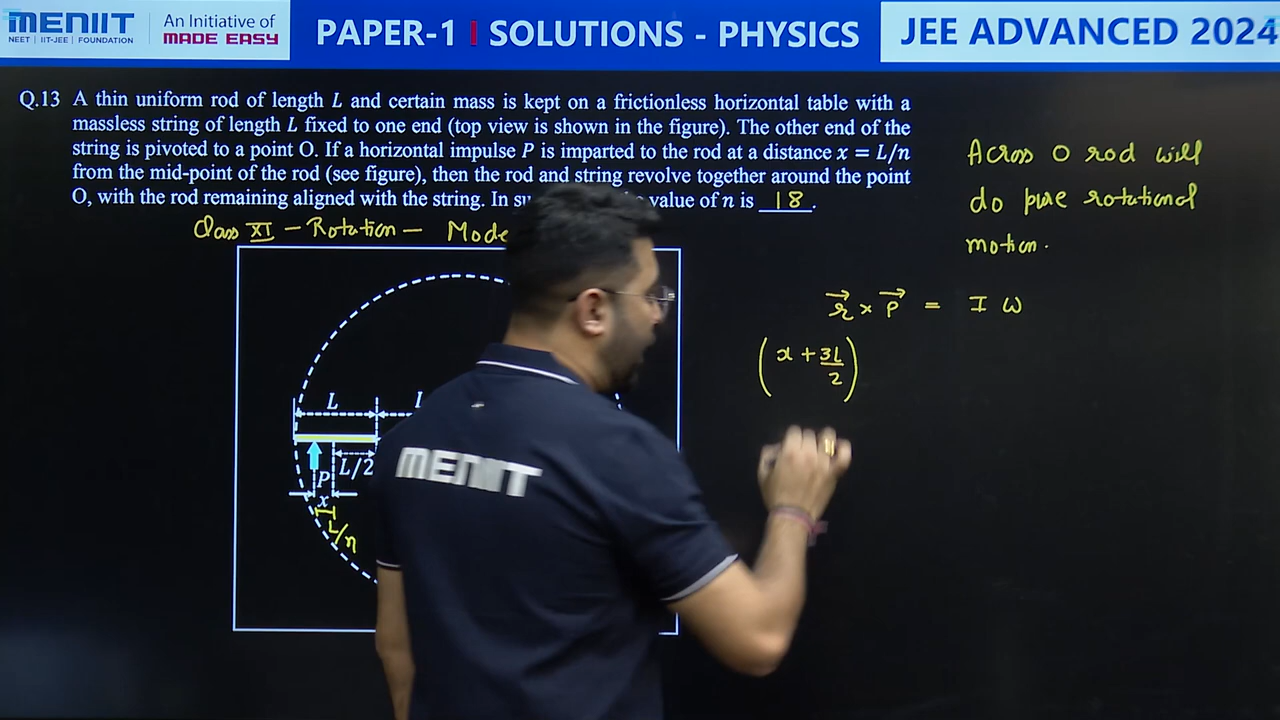 MENIIT
NEET | IIT-JEE | FOUNDATION
An Initiative of
MADE EASY
PAPER-1 | SOLUTIONS - PHYSICS
JEE ADVANCED 2024
Q.13 A thin uniform rod of length L and certain mass is kept on a frictionless horizontal table with a
massless string of length L fixed to one end (top view is shown in the figure). The other end of the
string is pivoted to a point O. If a horizontal impulse P is imparted to the rod at a distance x = L/n
from the mid-point of the rod (see figure), then the rod and string revolve together around the point
O, with the rod remaining aligned with the string. In su value of n is 18.
Class XI - Rotation - Mode
L
L
L/2
P
x
L/n
MENIIT
Across O rod will
do pure rotational
motion.
r⃗ × P⃗ = I ω
(x + 3L/2)